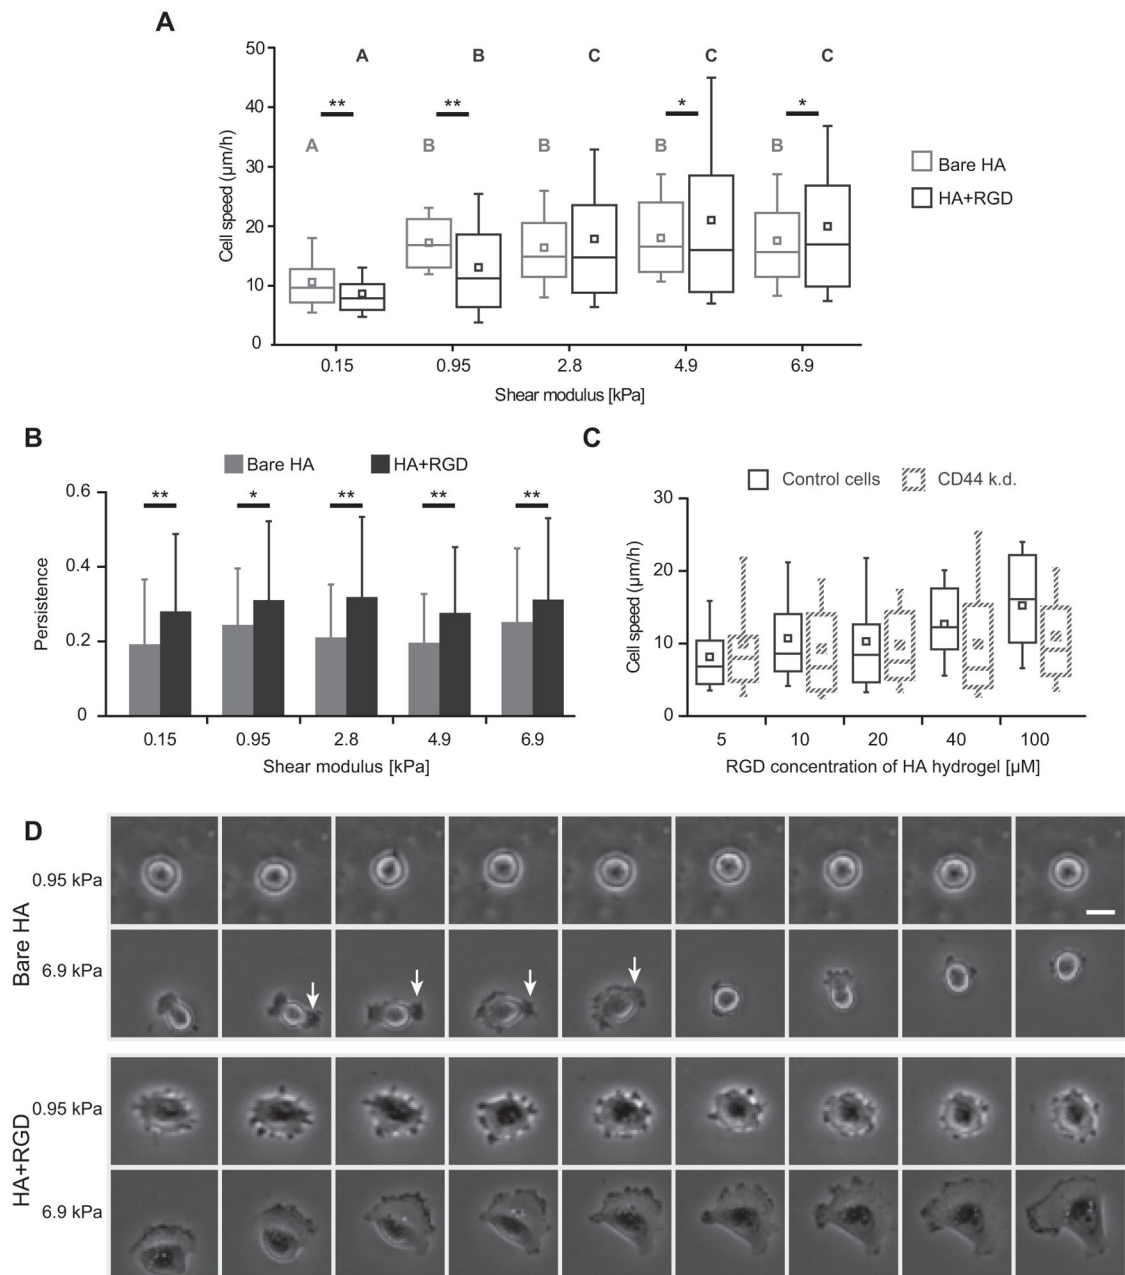 A
50
40
30
20
10
0
Cell speed (μm/h)
A B C C C
** ** * *
A B B B B
0.15 0.95 2.8 4.9 6.9
Shear modulus [kPa]
Bare HA
HA+RGD
B
Bare HA HA+RGD
0.6
0.4
0.2
0
Persistence
** * ** ** **
0.15 0.95 2.8 4.9 6.9
Shear modulus [kPa]
C
Control cells CD44 k.d.
30
20
10
0
Cell speed (μm/h)
5 10 20 40 100
RGD concentration of HA hydrogel [μM]
D
Bare HA
0.95 kPa
6.9 kPa
HA+RGD
0.95 kPa
6.9 kPa